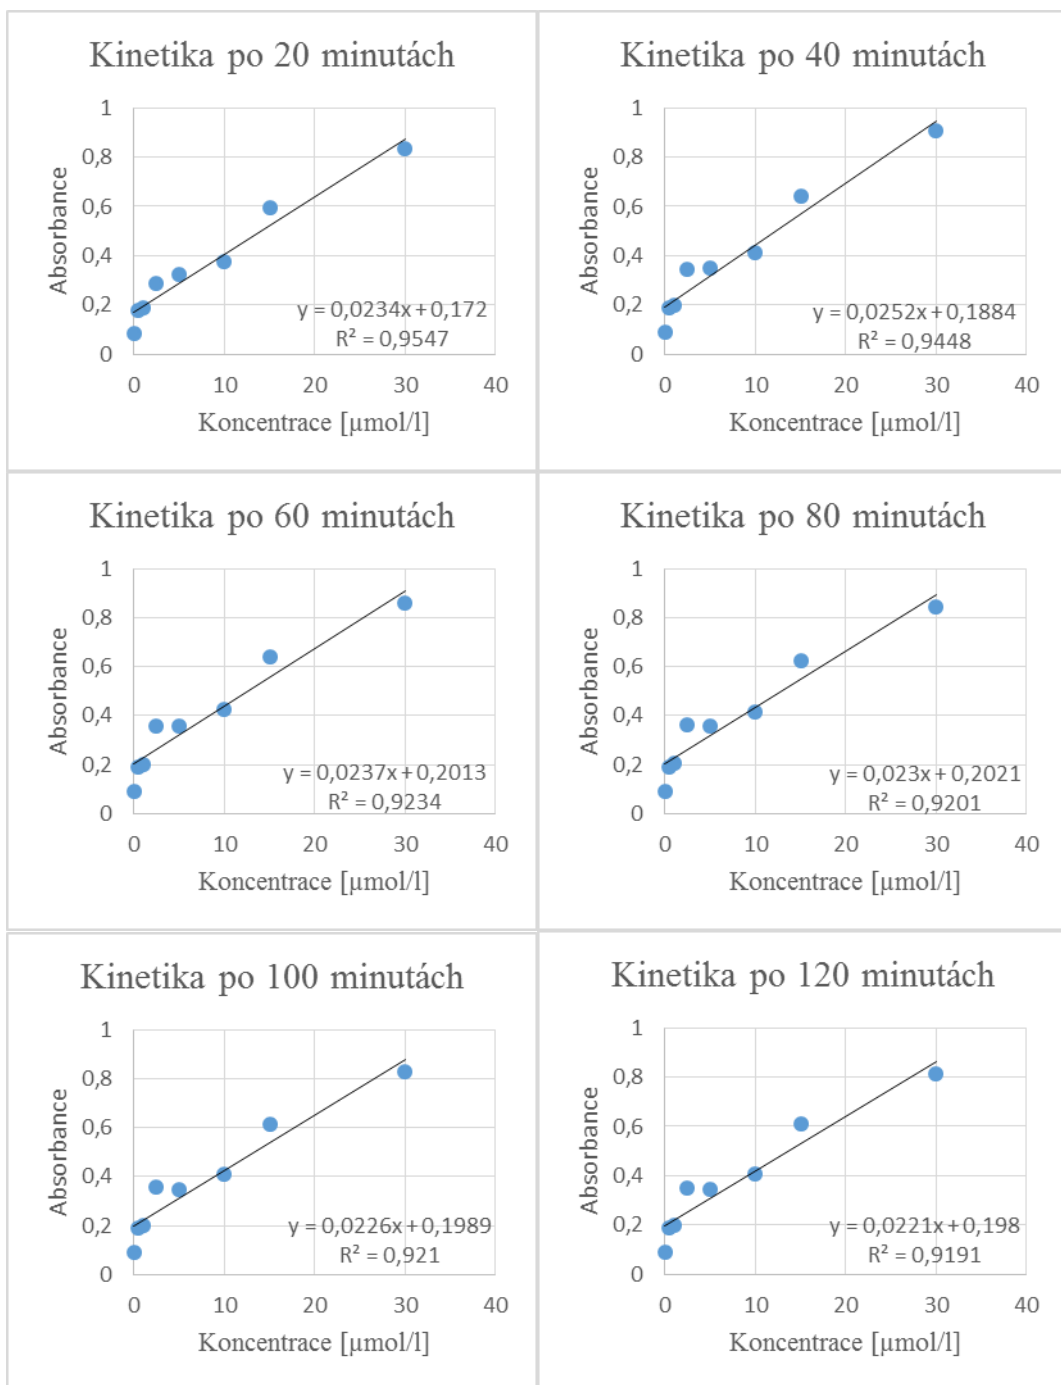 Kinetika po 20 minutách
1
0,8
0,6
0,4
0,2
0
Absorbance
y = 0,0234x + 0,172
R² = 0,9547
0 10 20 30 40
Koncentrace [µmol/l]
Kinetika po 40 minutách
1
0,8
0,6
0,4
0,2
0
Absorbance
y = 0,0252x + 0,1884
R² = 0,9448
0 10 20 30 40
Koncentrace [µmol/l]
Kinetika po 60 minutách
1
0,8
0,6
0,4
0,2
0
Absorbance
y = 0,0237x + 0,2013
R² = 0,9234
0 10 20 30 40
Koncentrace [µmol/l]
Kinetika po 80 minutách
1
0,8
0,6
0,4
0,2
0
Absorbance
y = 0,023x + 0,2021
R² = 0,9201
0 10 20 30 40
Koncentrace [µmol/l]
Kinetika po 100 minutách
1
0,8
0,6
0,4
0,2
0
Absorbance
y = 0,0226x + 0,1989
R² = 0,921
0 10 20 30 40
Koncentrace [µmol/l]
Kinetika po 120 minutách
1
0,8
0,6
0,4
0,2
0
Absorbance
y = 0,0221x + 0,198
R² = 0,9191
0 10 20 30 40
Koncentrace [µmol/l]